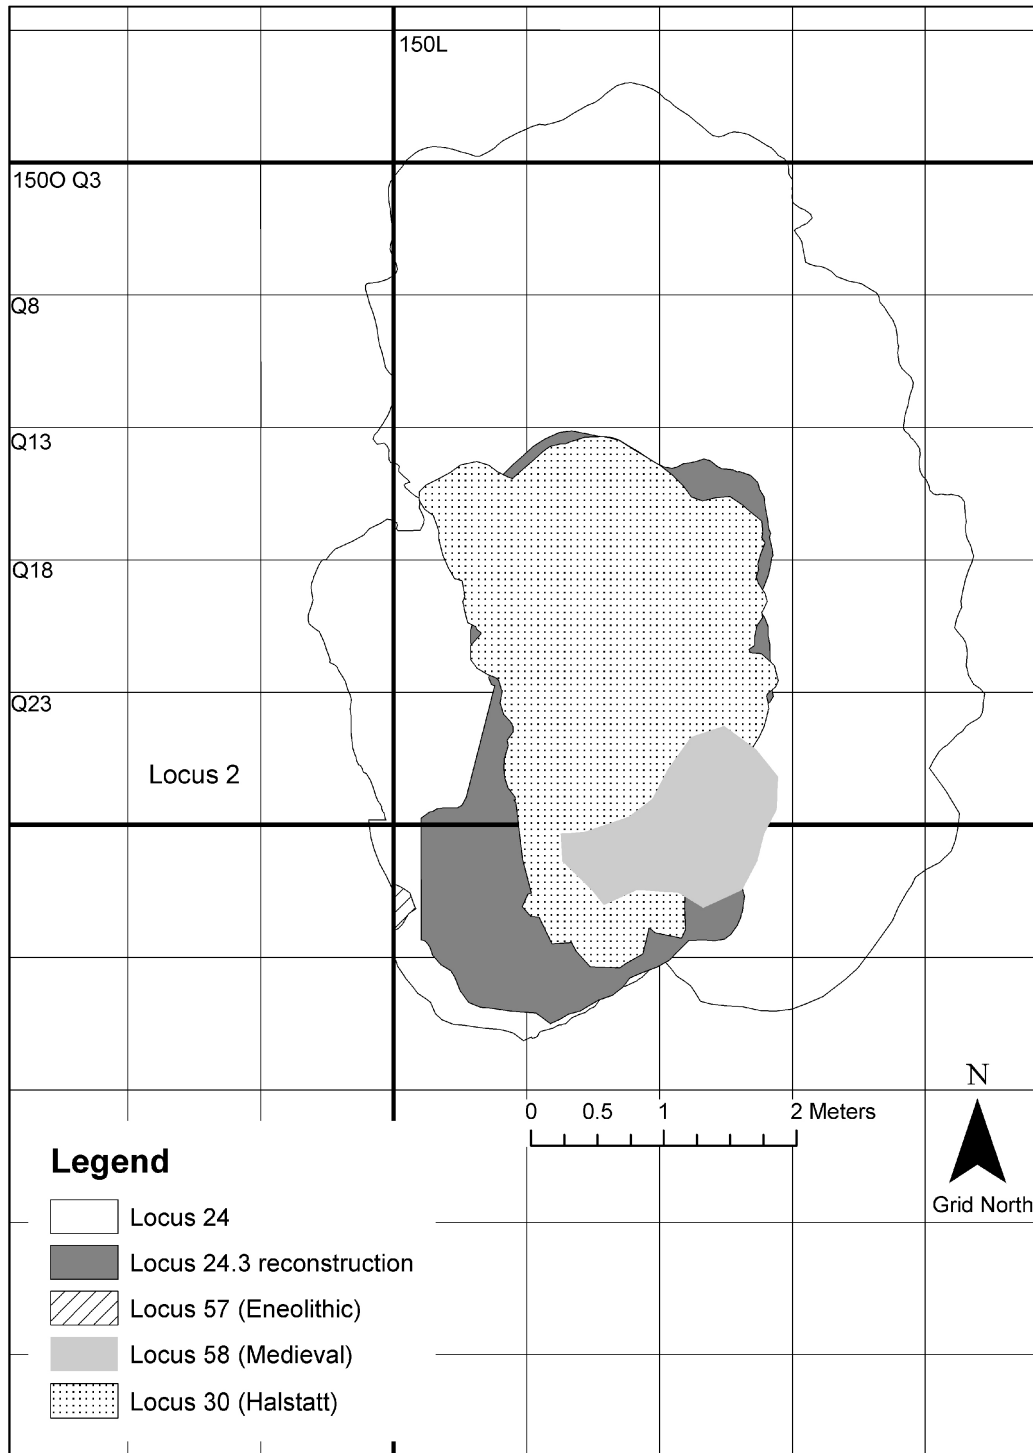 150L
150O Q3
Q8
Q13
Q18
Q23
Locus 2
N
0 0.5 1 2 Meters
Grid North
Legend
Locus 24
Locus 24.3 reconstruction
Locus 57 (Eneolithic)
Locus 58 (Medieval)
Locus 30 (Halstatt)